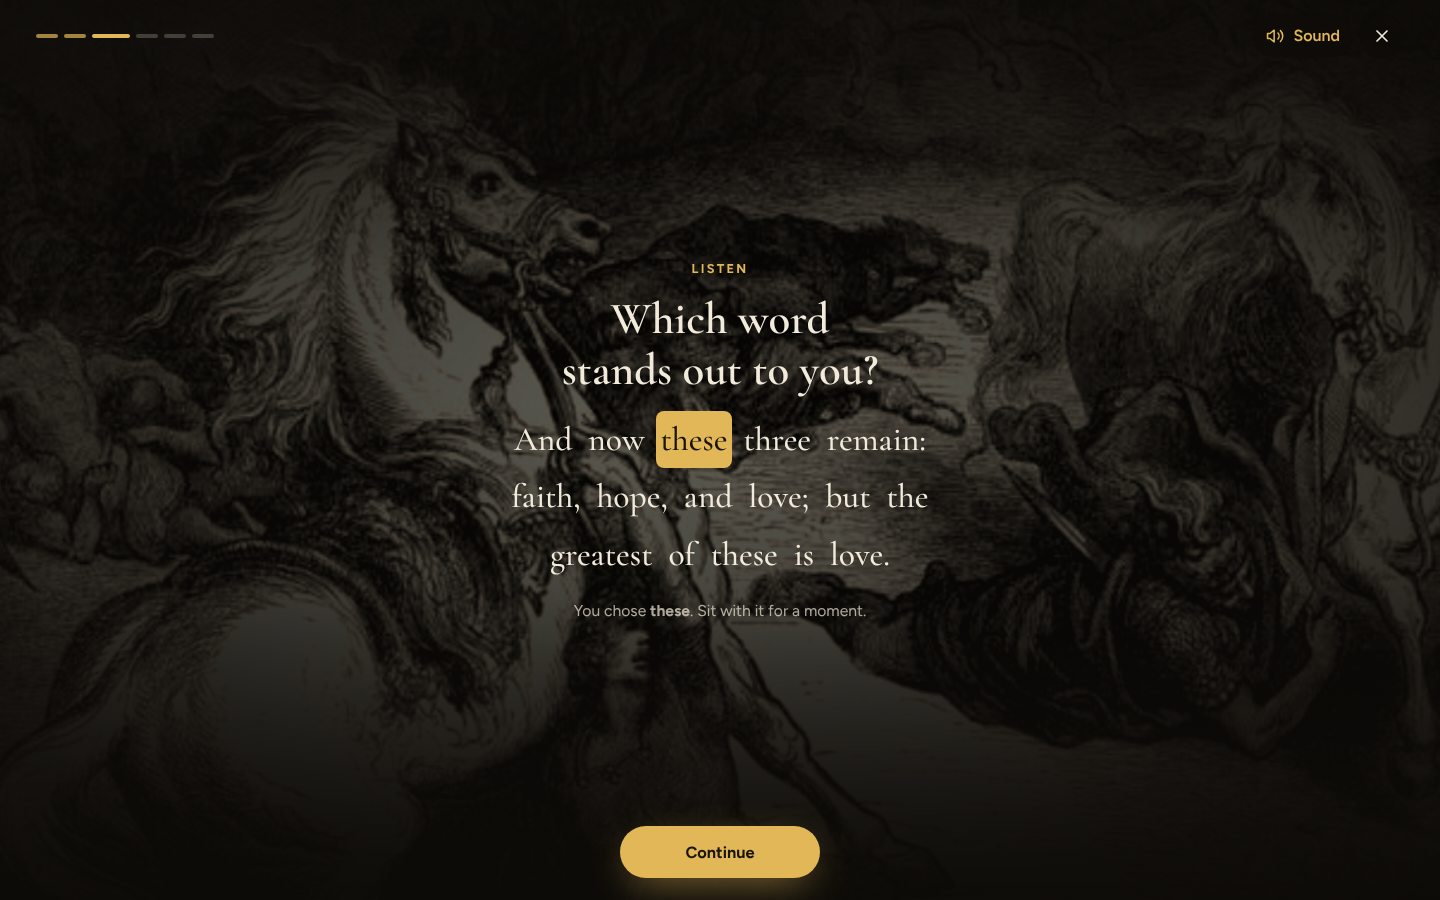 Sound
LISTEN
Which word
stands out to you?
And now these three remain:
faith, hope, and love; but the
greatest of these is love.
You chose these. Sit with it for a moment.
Continue